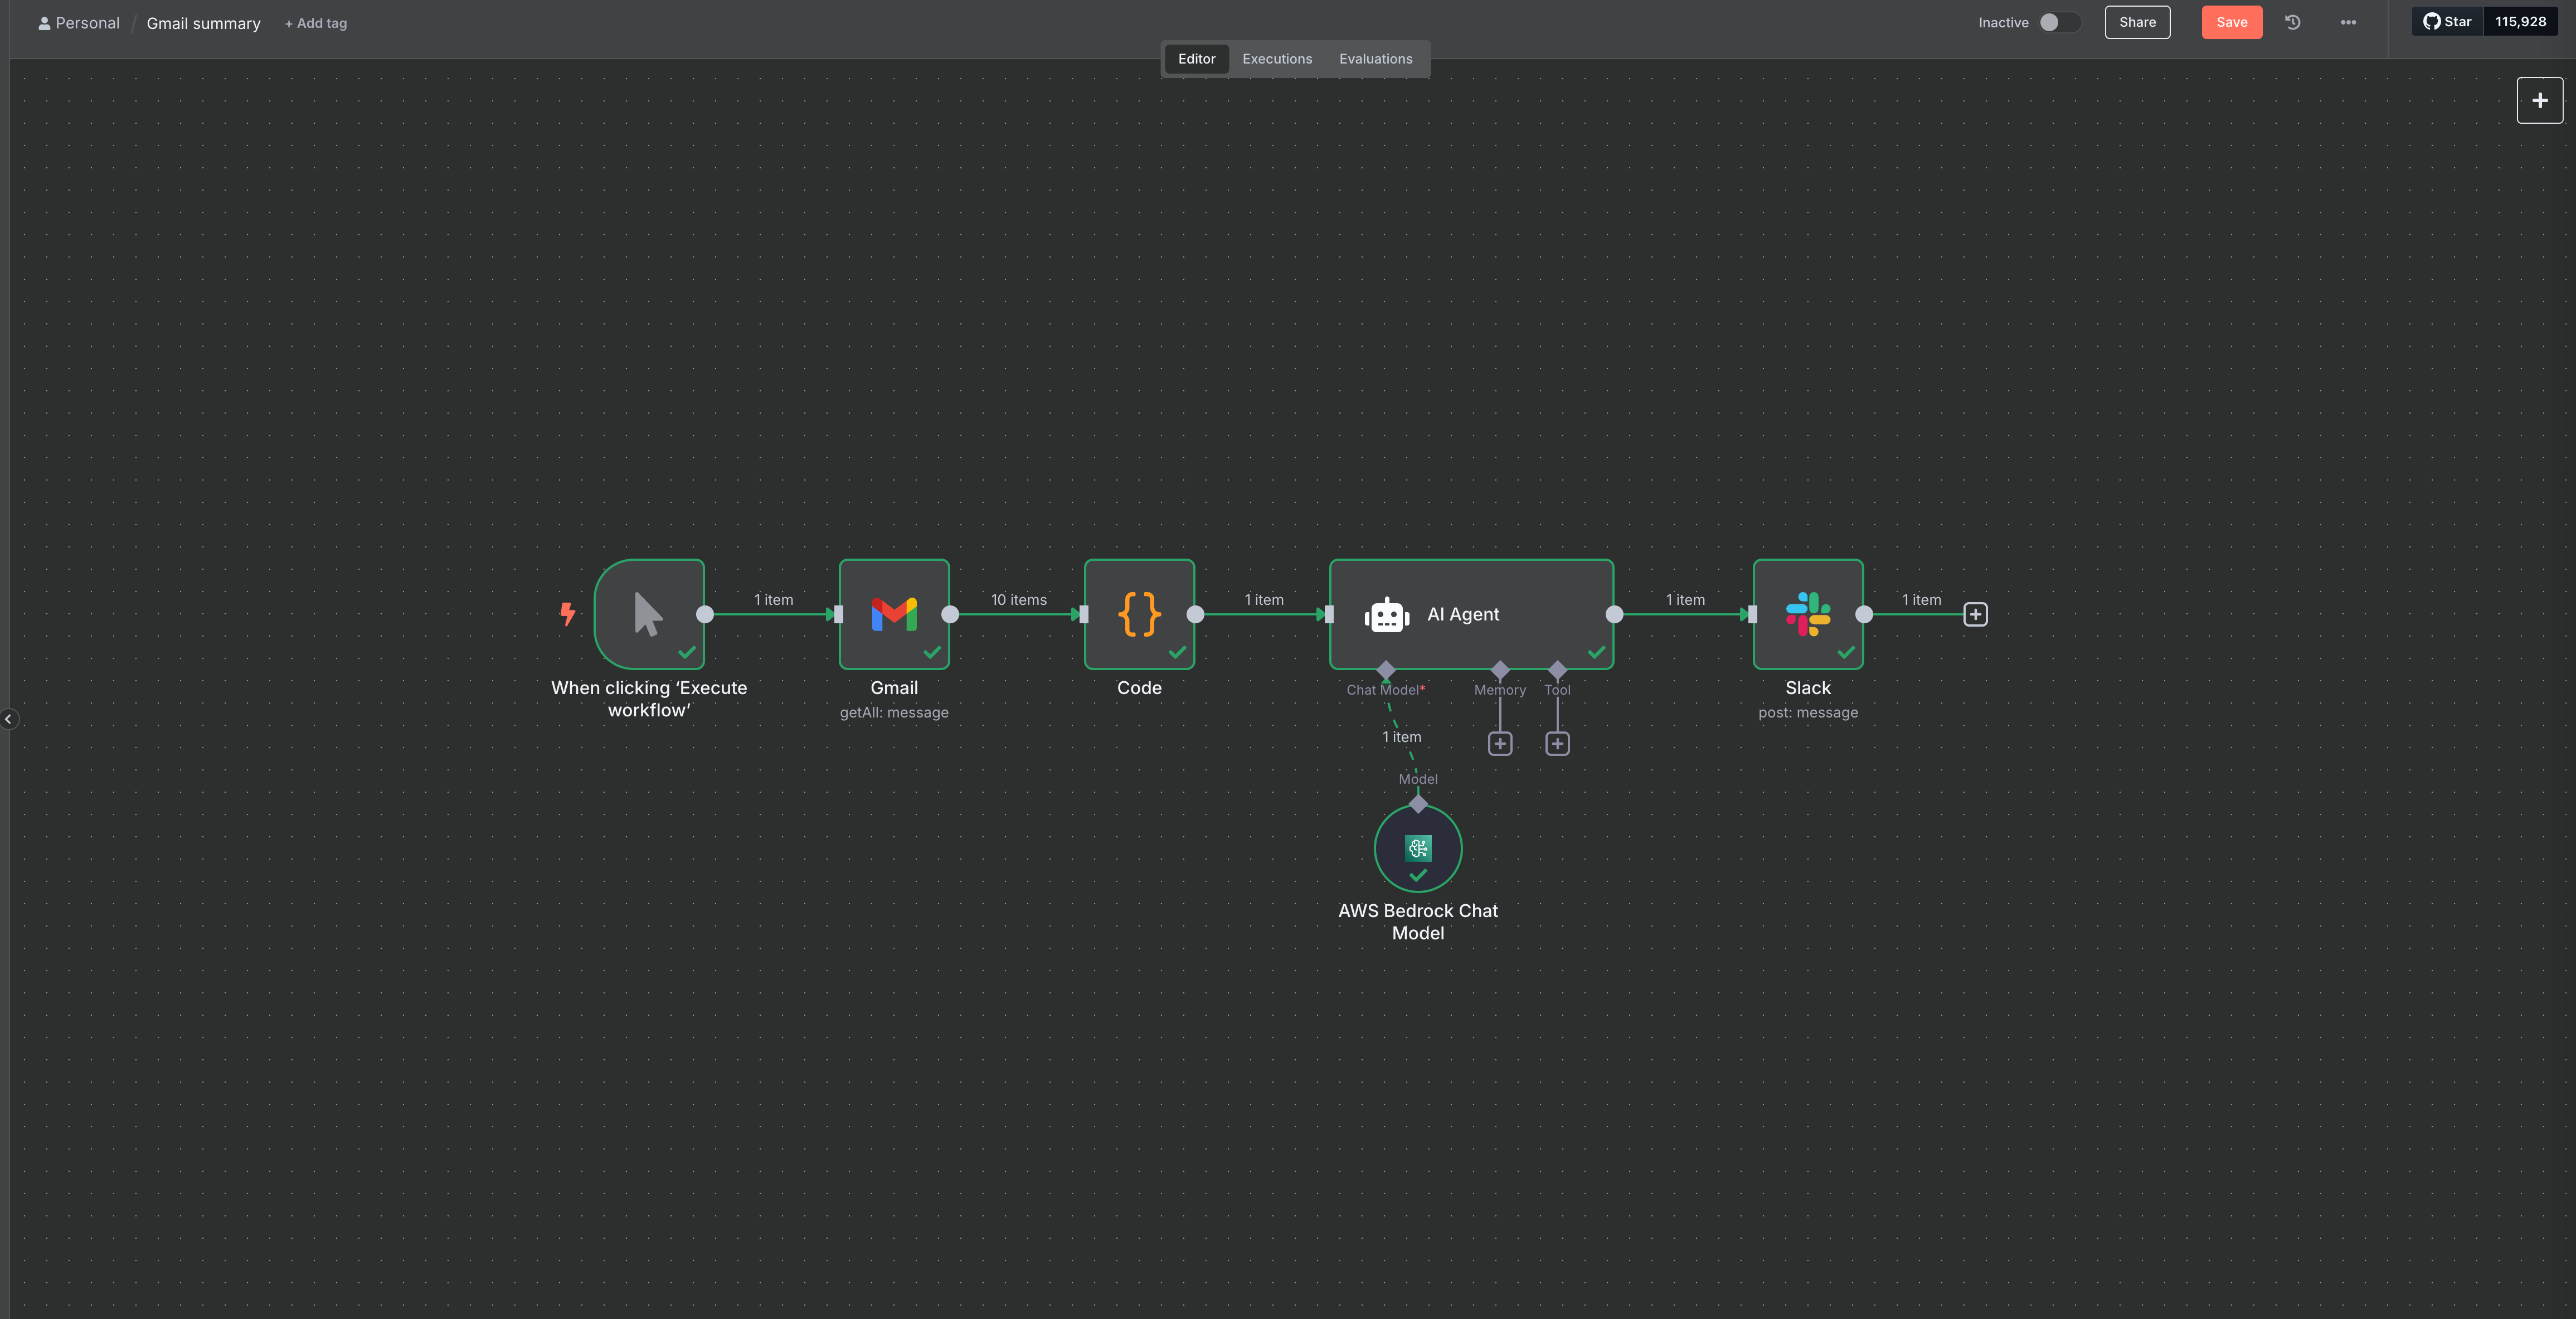 Personal / Gmail summary + Add tag
Inactive Share Save Star 115,928
Editor Executions Evaluations
1 item 10 items 1 item 1 item 1 item
AI Agent
When clicking ‘Execute
workflow’
Gmail
getAll: message
Code
Chat Model* Memory Tool
Slack
post: message
1 item
Model
AWS Bedrock Chat
Model